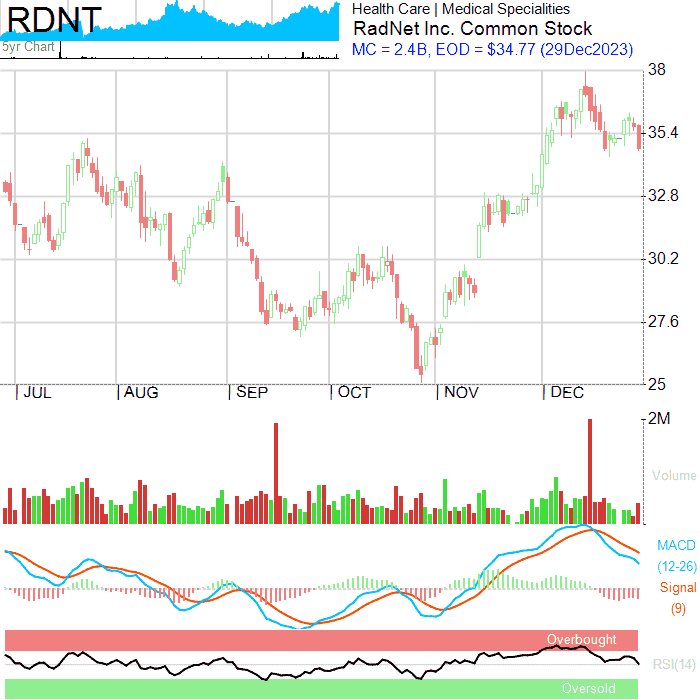 RDNT
5yr Chart
Health Care | Medical Specialities
RadNet Inc. Common Stock
MC = 2.4B, EOD = $34.77 (29Dec2023)
38
35.4
32.8
30.2
27.6
25
JUL AUG SEP OCT NOV DEC
2M
Volume
MACD
(12-26)
Signal
(9)
Overbought
RSI(14)
Oversold